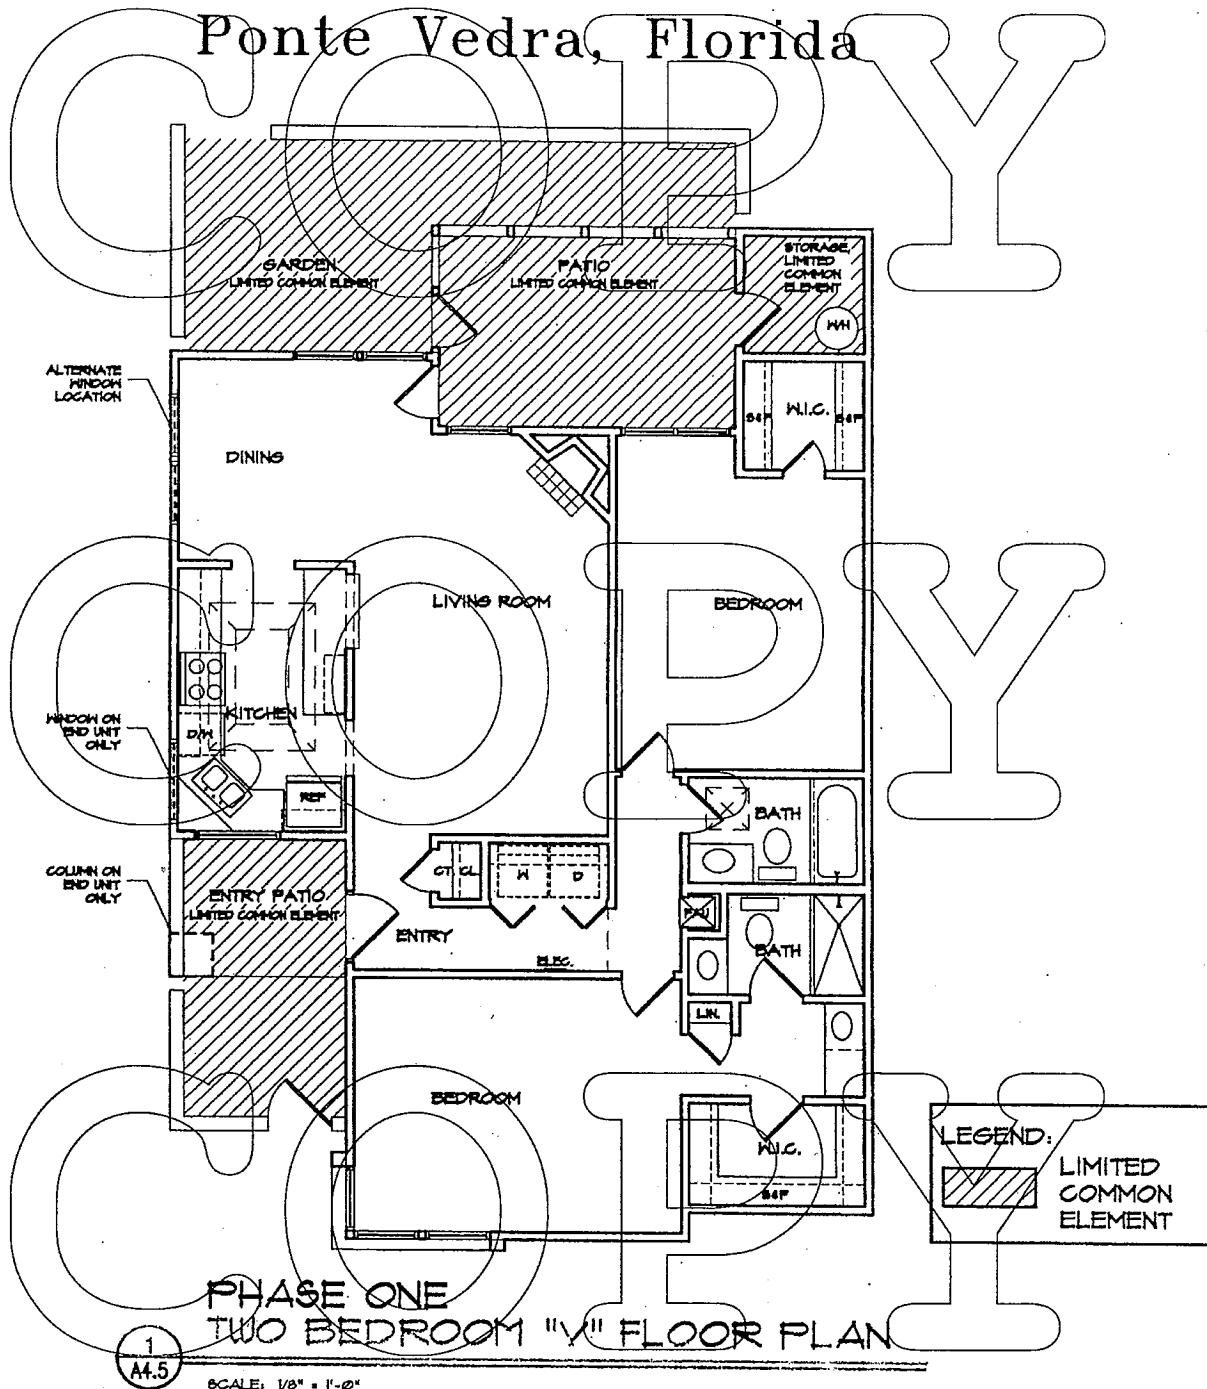 Ponte Vedra, Florida
COPY
STORAGE,
LIMITED
COMMON
ELEMENT
GARDEN
LIMITED COMMON ELEMENT
PATIO
LIMITED COMMON ELEMENT
W/H
ALTERNATE
WINDOW
LOCATION
S&P
W.I.C.
S&P
DINING
COPY
LIVING ROOM
BEDROOM
KITCHEN
WINDOW ON
END UNIT
ONLY
D/W
REF
BATH
COLUMN ON
END UNIT
ONLY
ENTRY PATIO
LIMITED COMMON ELEMENT
CT. CL.
W
D
FAU
ENTRY
ELEC.
BATH
LIN.
COPY
BEDROOM
W.I.C.
S&P
LEGEND:
LIMITED
COMMON
ELEMENT
PHASE ONE
TWO BEDROOM "V" FLOOR PLAN
1
A4.5
SCALE: 1/8" = 1'-0"